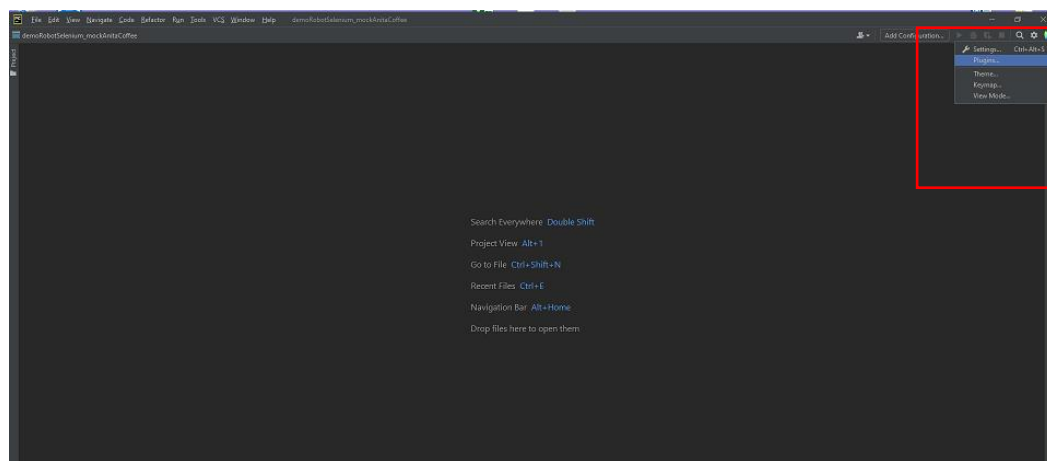 PC File Edit View Navigate Code Refactor Run Tools VCS Window Help demoRobotSelenium_mockAnitaCoffee
demoRobotSelenium_mockAnitaCoffee Add Configuration...
Project
Settings... Ctrl+Alt+S
Plugins...
Theme...
Keymap...
View Mode...
Search Everywhere Double Shift
Project View Alt+1
Go to File Ctrl+Shift+N
Recent Files Ctrl+E
Navigation Bar Alt+Home
Drop files here to open them